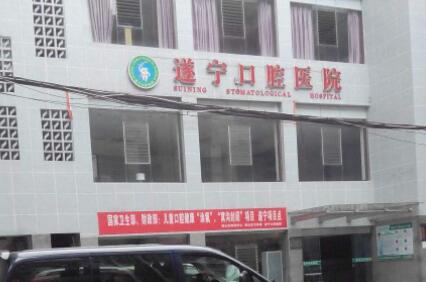 遂宁口腔医院
SUINING STOMATOLOGICAL HOSPITAL
国家卫生部、财政部:儿童口腔健康“涂氟”、“窝沟封闭”项目 遂宁项目点